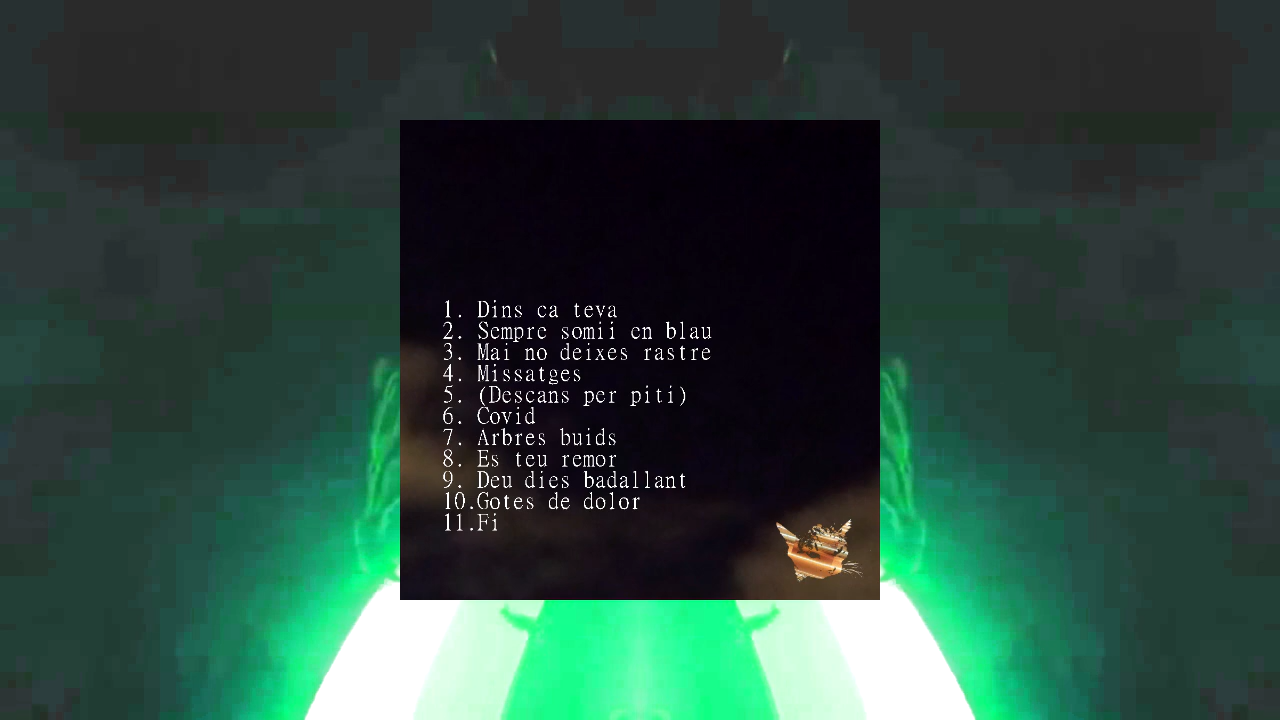 1. Dins ca teva
2. Sempre somii en blau
3. Mai no deixes rastre
4. Missatges
5. (Descans per piti)
6. Covid
7. Arbres buids
8. Es teu remor
9. Deu dies badallant
10.Gotes de dolor
11.Fi